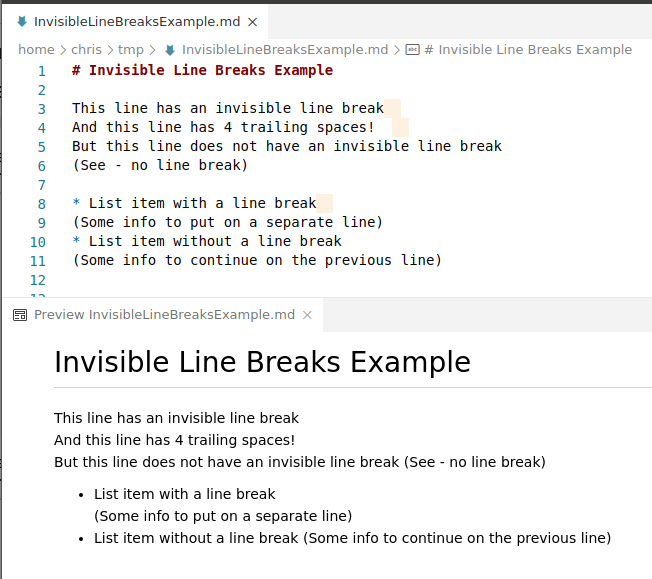 InvisibleLineBreaksExample.md ×
home > chris > tmp > InvisibleLineBreaksExample.md > abc # Invisible Line Breaks Example
1 # Invisible Line Breaks Example
2
3 This line has an invisible line break
4 And this line has 4 trailing spaces!
5 But this line does not have an invisible line break
6 (See - no line break)
7
8 * List item with a line break
9 (Some info to put on a separate line)
10 * List item without a line break
11 (Some info to continue on the previous line)
12
Preview InvisibleLineBreaksExample.md ×
Invisible Line Breaks Example
This line has an invisible line break
And this line has 4 trailing spaces!
But this line does not have an invisible line break (See - no line break)
• List item with a line break
(Some info to put on a separate line)
• List item without a line break (Some info to continue on the previous line)